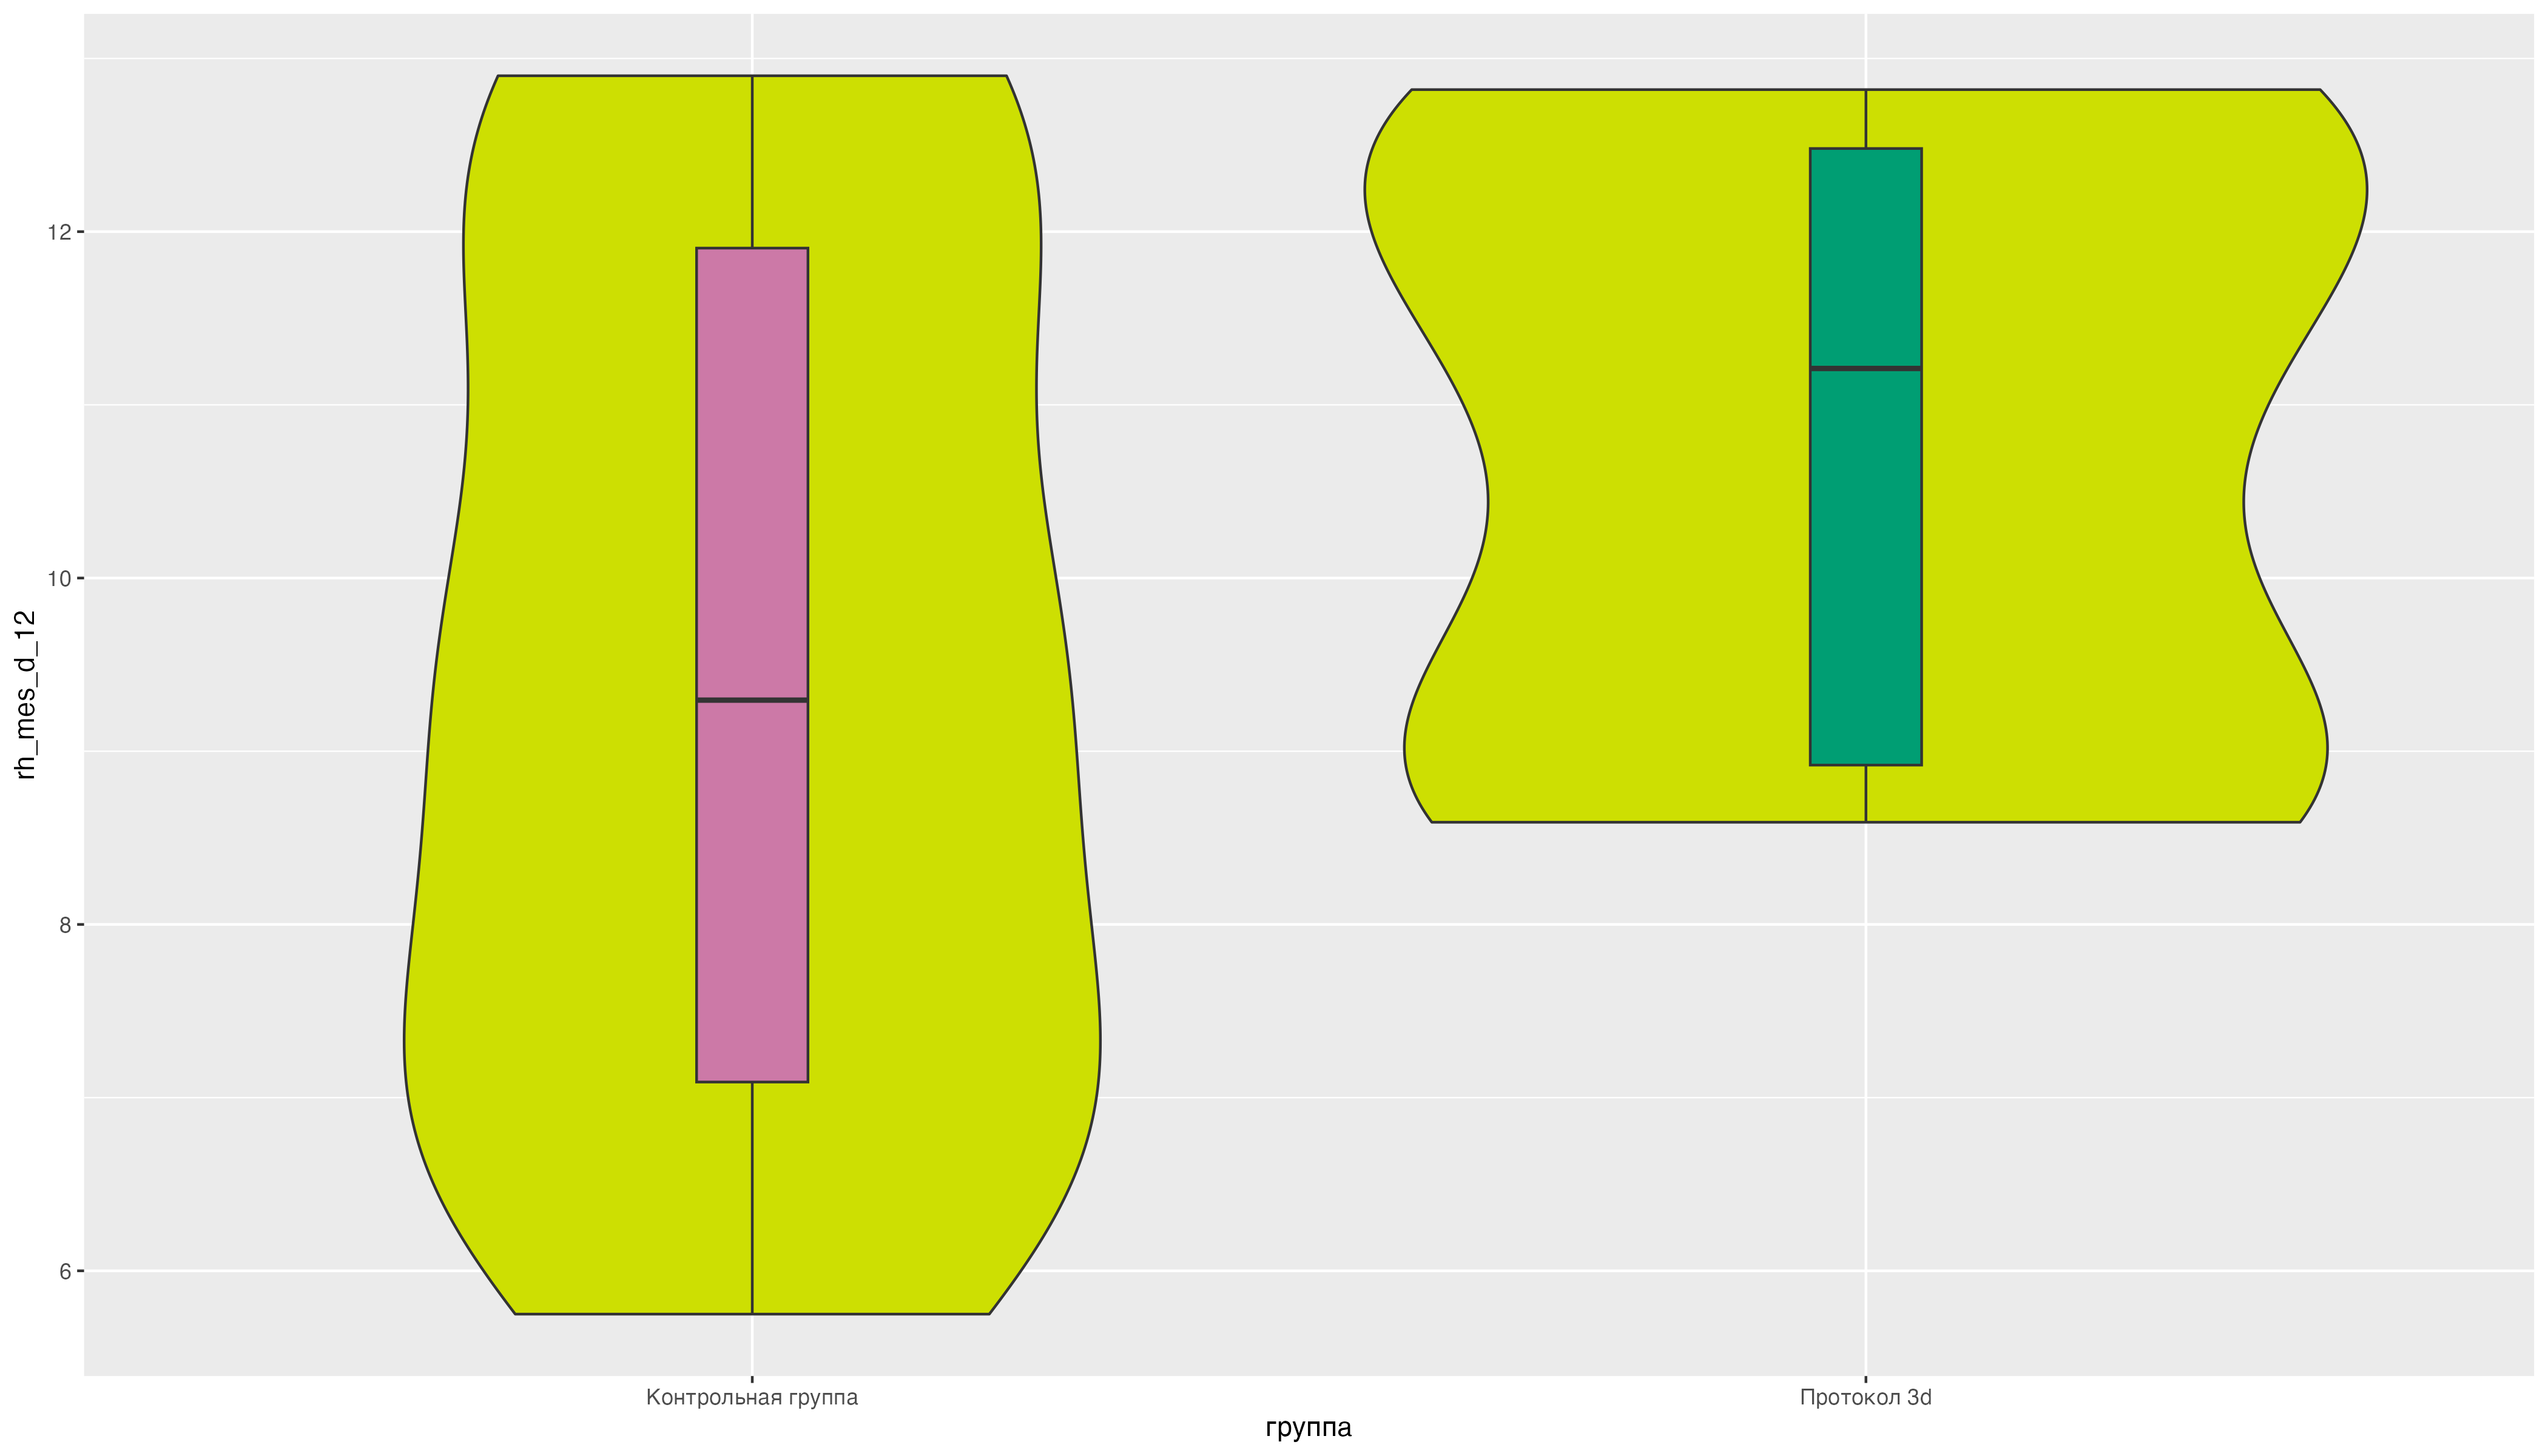 rh_mes_d_12
12
10
8
6
Контрольная группа
Протокол 3d
группа